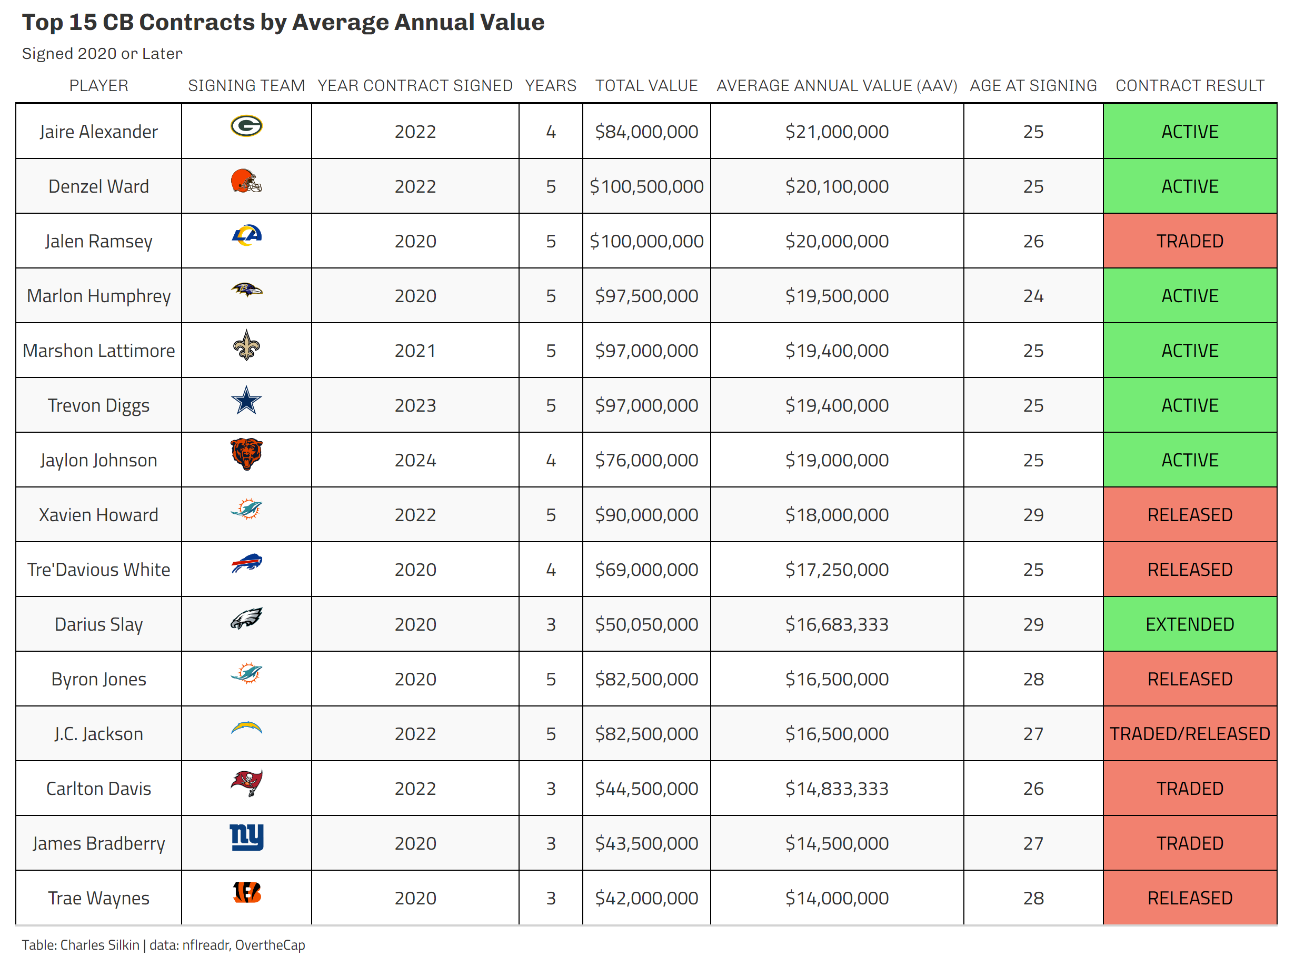 Top 15 CB Contracts by Average Annual Value
Signed 2020 or Later
PLAYER SIGNING TEAM YEAR CONTRACT SIGNED YEARS TOTAL VALUE AVERAGE ANNUAL VALUE (AAV) AGE AT SIGNING CONTRACT RESULT
Jaire Alexander G 2022 4 $84,000,000 $21,000,000 25 ACTIVE
Denzel Ward 2022 5 $100,500,000 $20,100,000 25 ACTIVE
Jalen Ramsey LA 2020 5 $100,000,000 $20,000,000 26 TRADED
Marlon Humphrey 2020 5 $97,500,000 $19,500,000 24 ACTIVE
Marshon Lattimore 2021 5 $97,000,000 $19,400,000 25 ACTIVE
Trevon Diggs 2023 5 $97,000,000 $19,400,000 25 ACTIVE
Jaylon Johnson 2024 4 $76,000,000 $19,000,000 25 ACTIVE
Xavien Howard 2022 5 $90,000,000 $18,000,000 29 RELEASED
Tre'Davious White 2020 4 $69,000,000 $17,250,000 25 RELEASED
Darius Slay 2020 3 $50,050,000 $16,683,333 29 EXTENDED
Byron Jones 2020 5 $82,500,000 $16,500,000 28 RELEASED
J.C. Jackson 2022 5 $82,500,000 $16,500,000 27 TRADED/RELEASED
Carlton Davis 2022 3 $44,500,000 $14,833,333 26 TRADED
James Bradberry ny 2020 3 $43,500,000 $14,500,000 27 TRADED
Trae Waynes B 2020 3 $42,000,000 $14,000,000 28 RELEASED
Table: Charles Silkin | data: nflreadr, OvertheCap